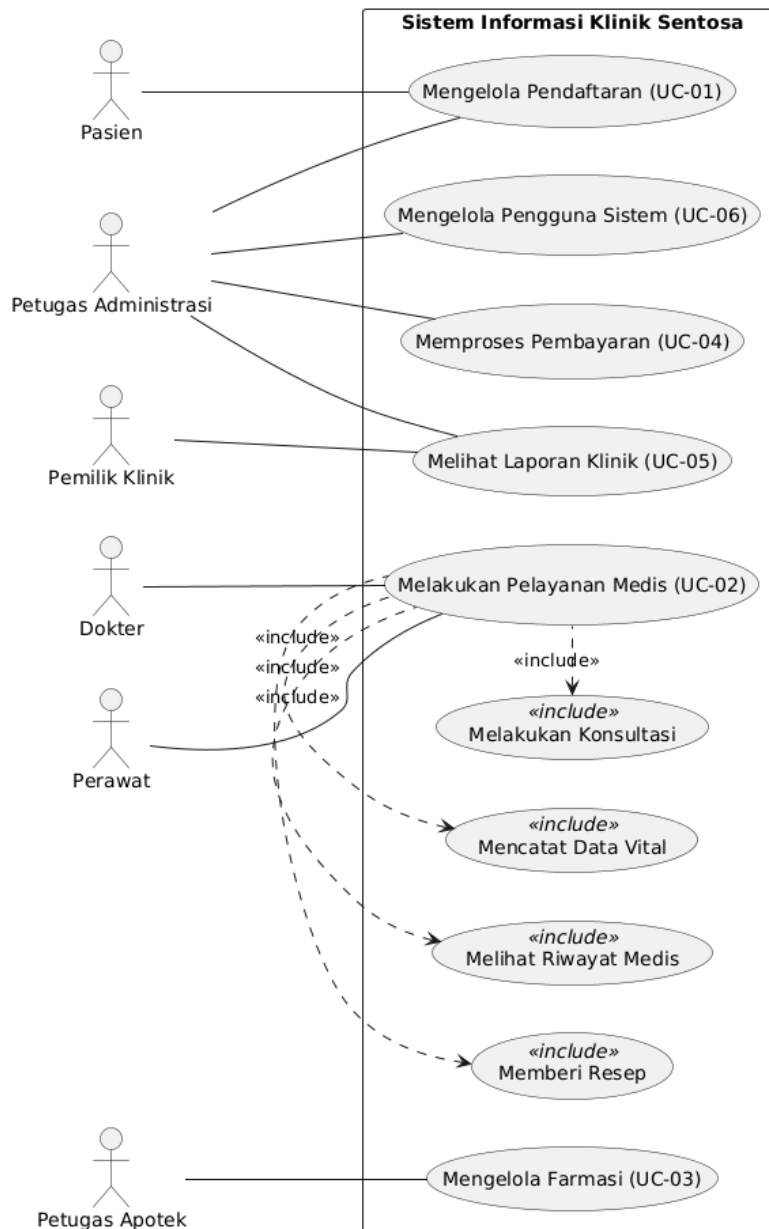 Sistem Informasi Klinik Sentosa
Pasien
Mengelola Pendaftaran (UC-01)
Petugas Administrasi
Mengelola Pengguna Sistem (UC-06)
Memproses Pembayaran (UC-04)
Pemilik Klinik
Melihat Laporan Klinik (UC-05)
Dokter
Melakukan Pelayanan Medis (UC-02)
«include»
«include»
«include»
«include»
Perawat
«include»
Melakukan Konsultasi
«include»
Mencatat Data Vital
«include»
Melihat Riwayat Medis
«include»
Memberi Resep
Petugas Apotek
Mengelola Farmasi (UC-03)